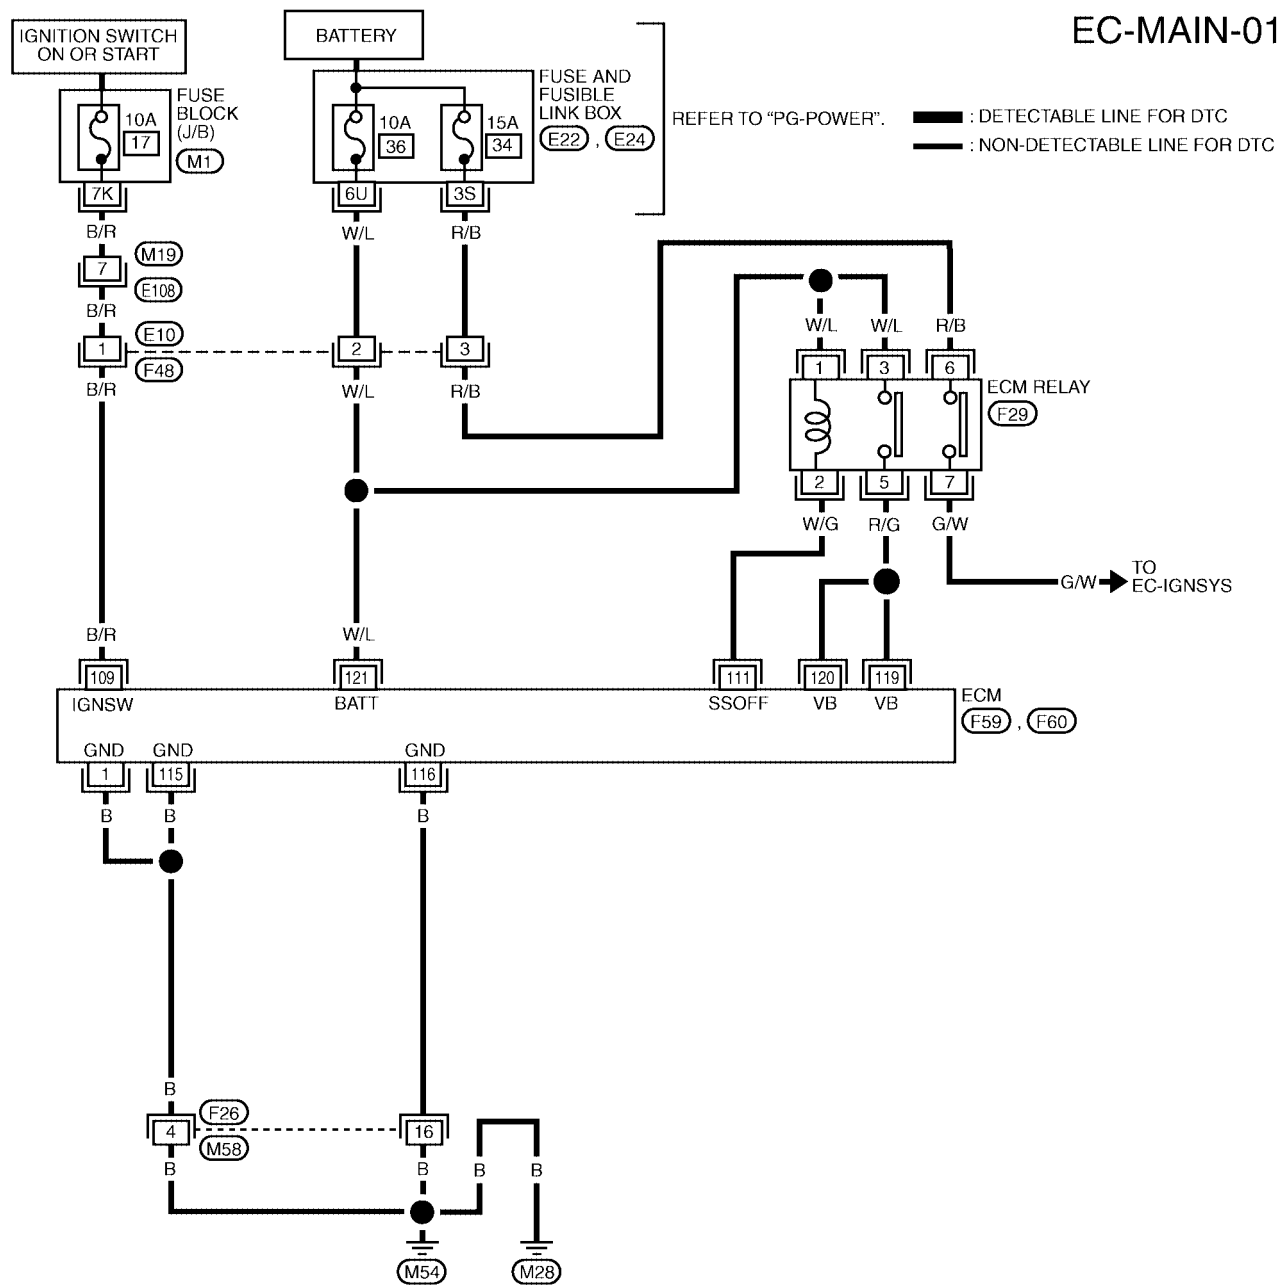 EC-MAIN-01
IGNITION SWITCH
ON OR START
BATTERY
FUSE
BLOCK
(J/B)
M1
10A
17
7K
FUSE AND
FUSIBLE
LINK BOX
E22 , E24
10A
36
15A
34
6U
3S
REFER TO "PG-POWER".
: DETECTABLE LINE FOR DTC
: NON-DETECTABLE LINE FOR DTC
B/R
W/L
R/B
7
M19
E108
B/R
1
E10
F48
2
3
B/R
W/L
R/B
W/L
W/L
R/B
1
3
6
ECM RELAY
F29
2
5
7
W/G
R/G
G/W
G/W
TO
EC-IGNSYS
B/R
W/L
109
121
111
120
119
IGNSW
BATT
SSOFF
VB
VB
ECM
F59 , F60
GND
GND
GND
1
115
116
B
B
B
B
4
F26
M58
16
B
B
B
B
M54
M28